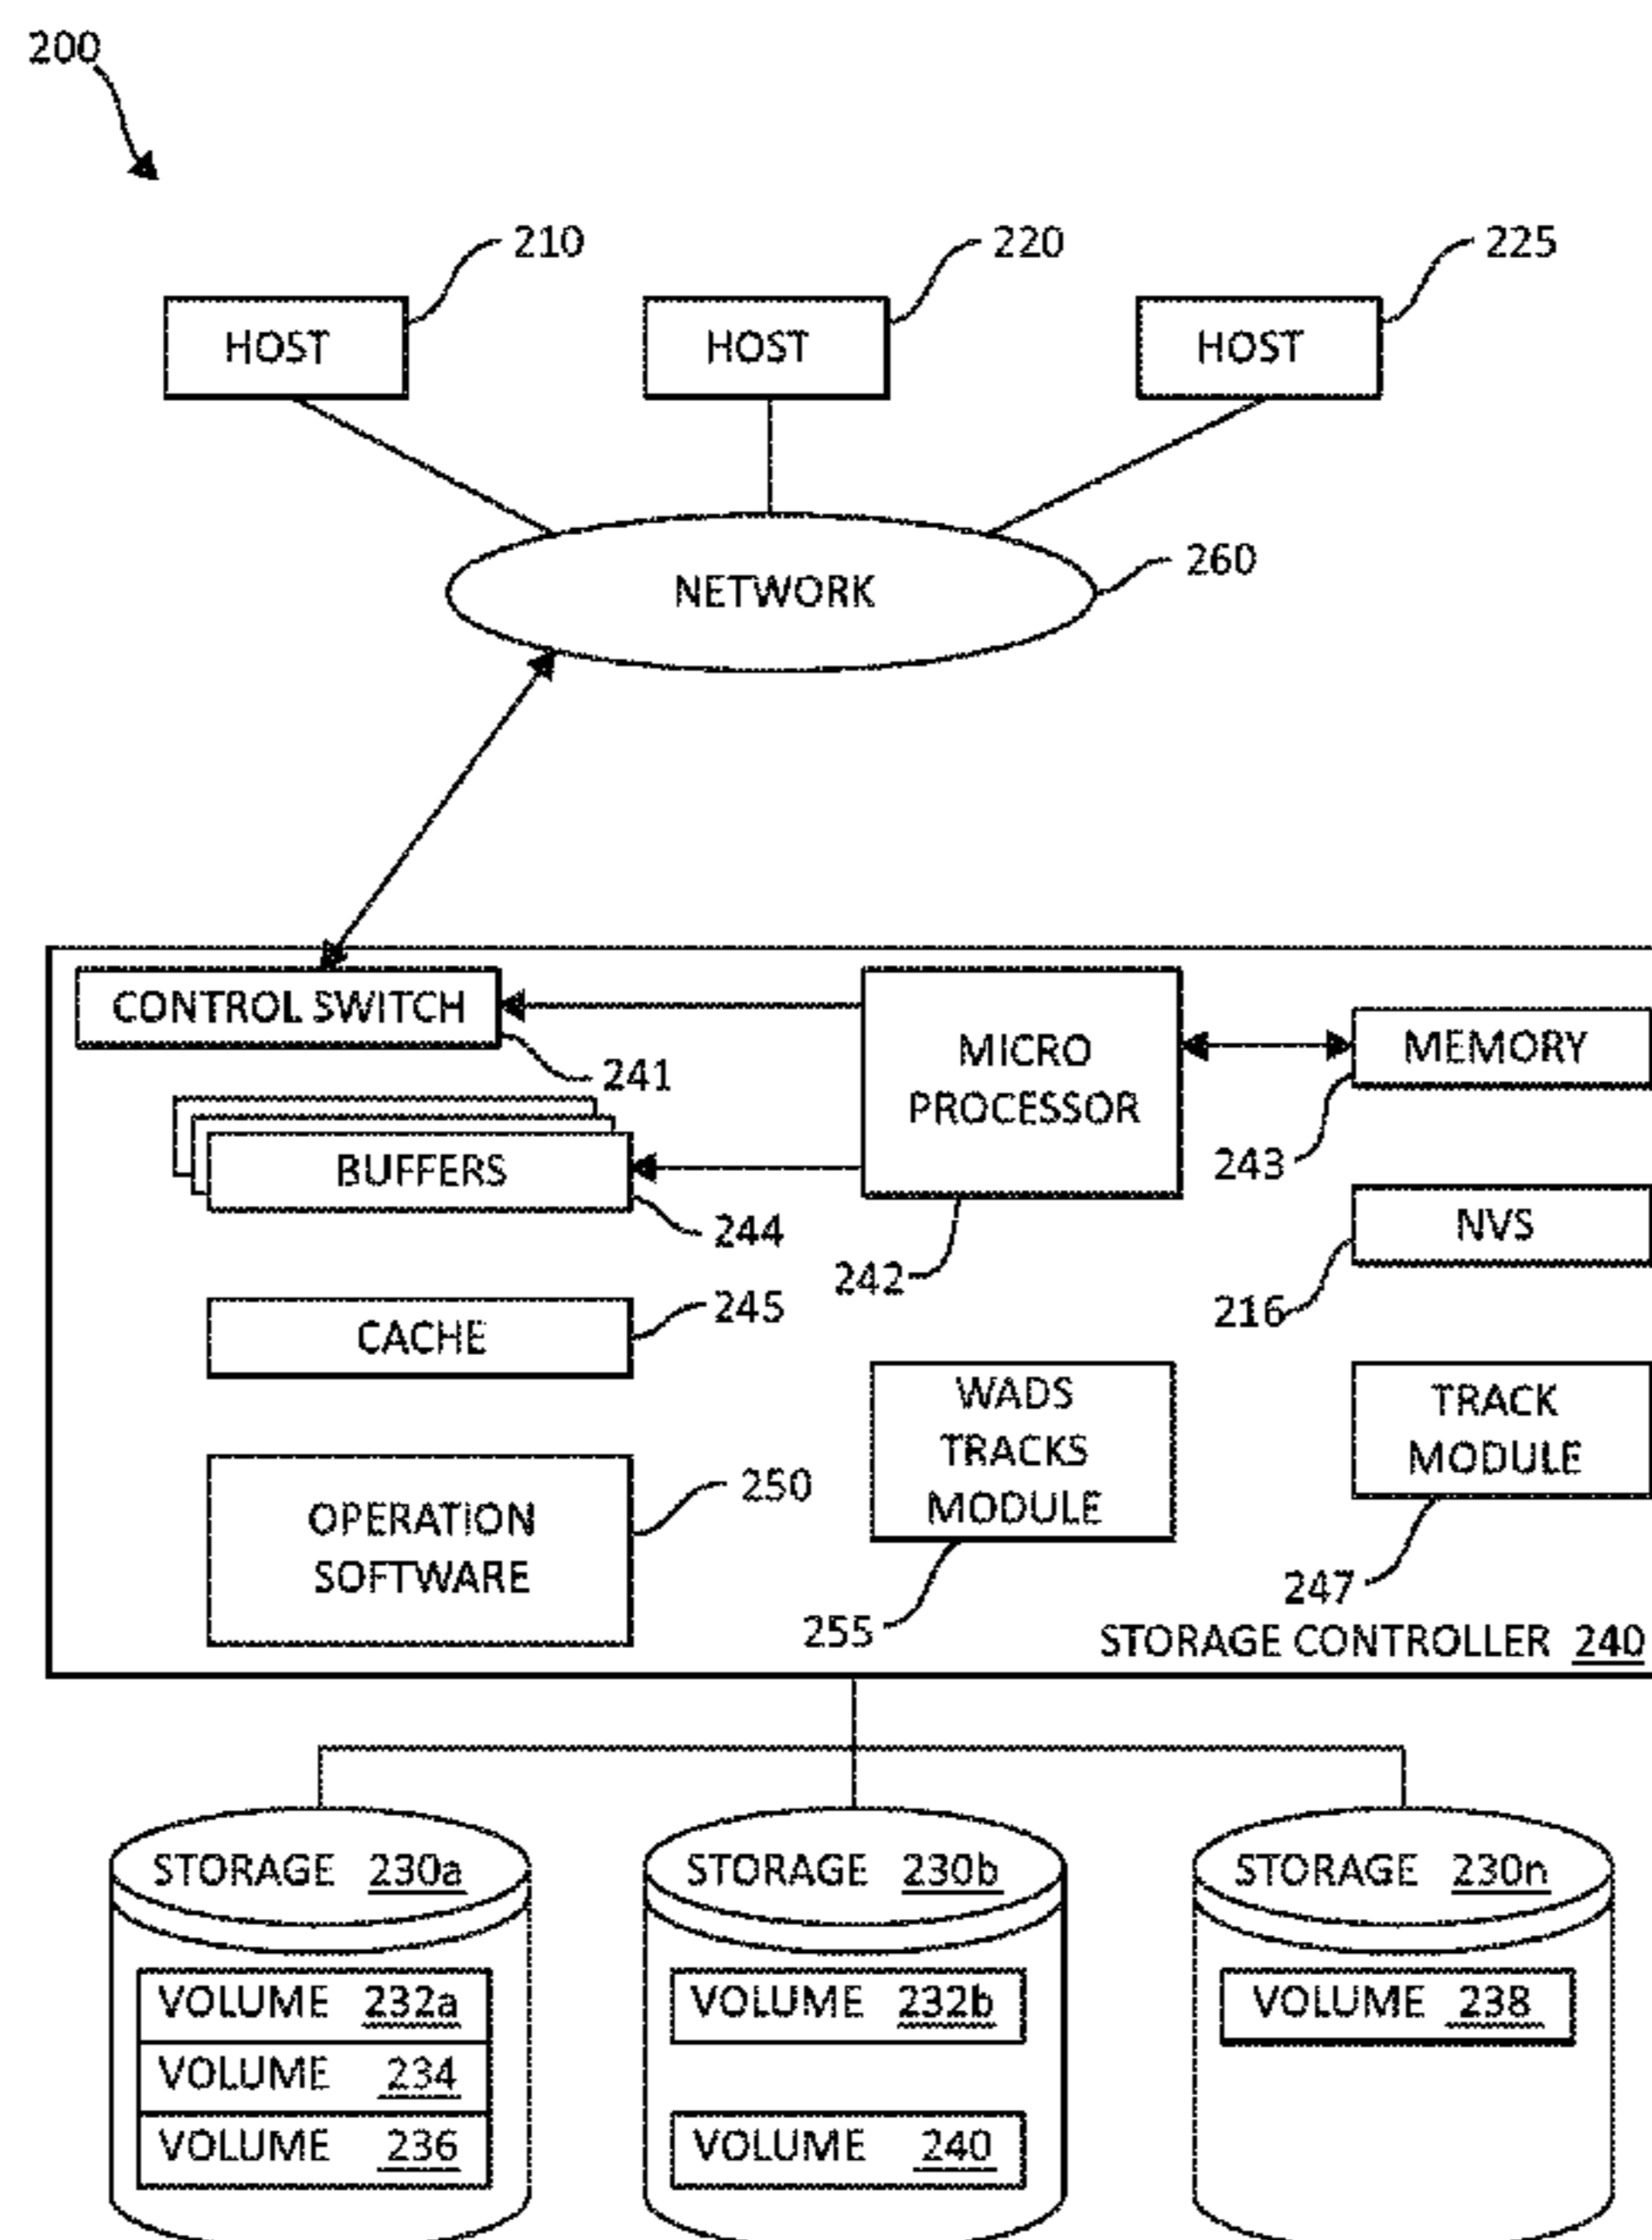 200
210
220
225
HOST
HOST
HOST
260
NETWORK
CONTROL SWITCH
241
MICRO
PROCESSOR
MEMORY
243
BUFFERS
244
242
NVS
216
CACHE
245
WADS
TRACKS
MODULE
255
TRACK
MODULE
247
OPERATION
SOFTWARE
250
STORAGE CONTROLLER 240
STORAGE 230a
STORAGE 230b
STORAGE 230n
VOLUME 232a
VOLUME 234
VOLUME 236
VOLUME 232b
VOLUME 240
VOLUME 238